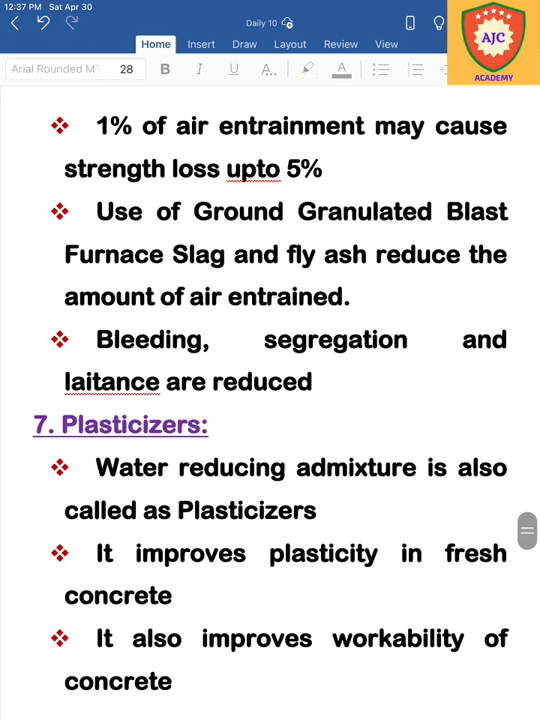 12:37 PM Sat Apr 30
Daily 10
Home Insert Draw Layout Review View
Arial Rounded MT 28 B I U A..  A
AJC
ACADEMY
1% of air entrainment may cause
strength loss upto 5%
Use of Ground Granulated Blast
Furnace Slag and fly ash reduce the
amount of air entrained.
Bleeding, segregation and
laitance are reduced
7. Plasticizers:
Water reducing admixture is also
called as Plasticizers
It improves plasticity in fresh
concrete
It also improves workability of
concrete